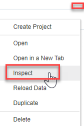 Create Project
Open
Open in a New Tab
Inspect
Reload Data
Duplicate
Delete